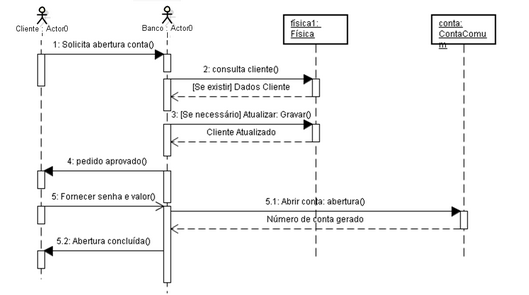 Cliente : Actor0
Banco : Actor0
física1:
Física
conta:
ContaComu
m
1: Solicita abertura conta()
2: consulta cliente()
[Se existir] Dados Cliente
3: [Se necessário] Atualizar: Gravar()
Cliente Atualizado
4: pedido aprovado()
5: Fornecer senha e valor()
5.1: Abrir conta: abertura()
Número de conta gerado
5.2: Abertura concluída()